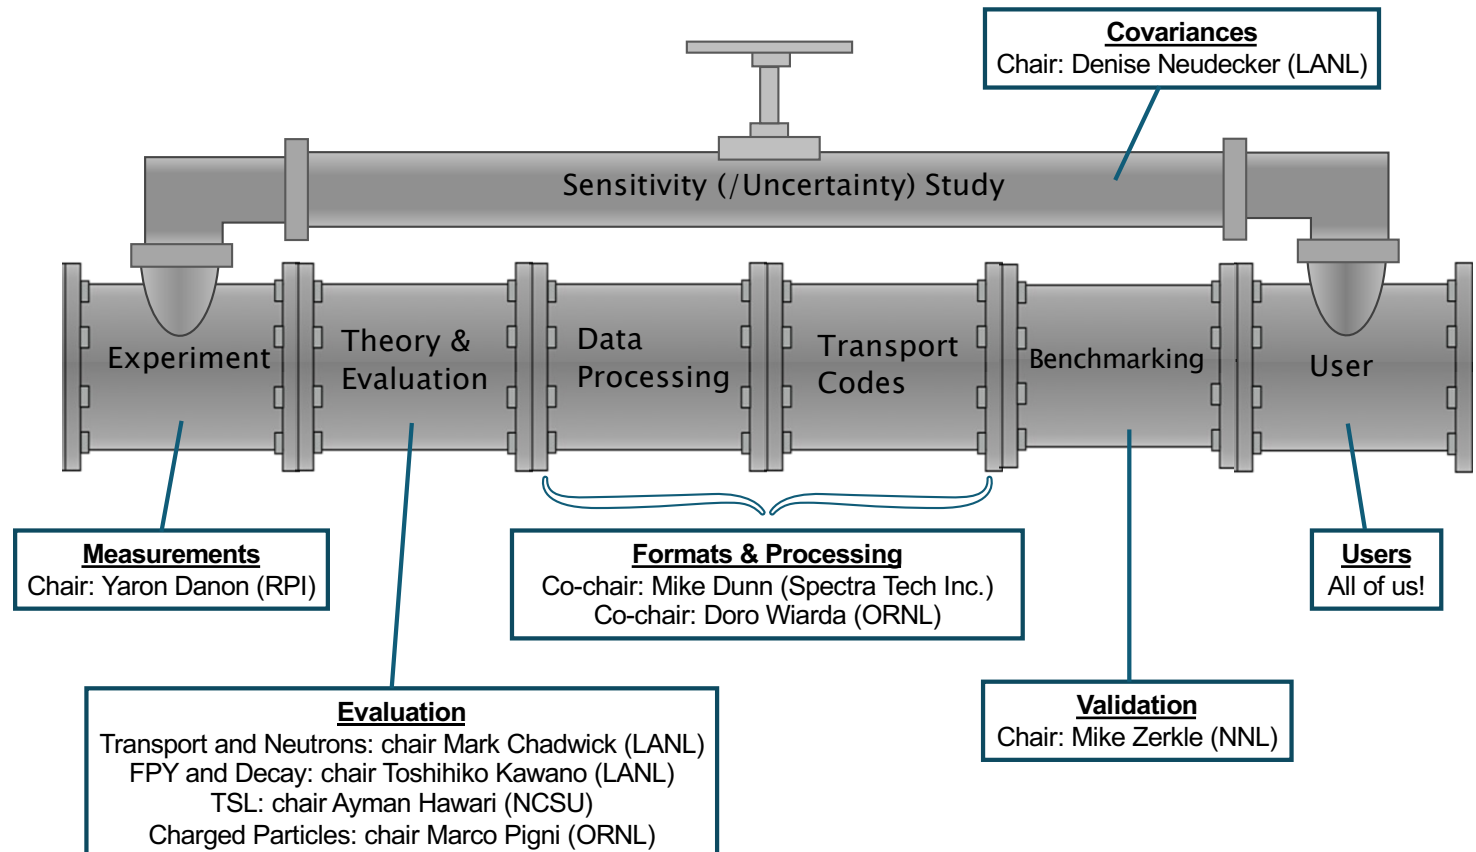 Covariances
Chair: Denise Neudecker (LANL)
Sensitivity (/Uncertainty) Study
Experiment
Theory &
Evaluation
Data
Processing
Transport
Codes
Benchmarking
User
Measurements
Chair: Yaron Danon (RPI)
Formats & Processing
Co-chair: Mike Dunn (Spectra Tech Inc.)
Co-chair: Doro Wiarda (ORNL)
Users
All of us!
Evaluation
Transport and Neutrons: chair Mark Chadwick (LANL)
FPY and Decay: chair Toshihiko Kawano (LANL)
TSL: chair Ayman Hawari (NCSU)
Charged Particles: chair Marco Pigni (ORNL)
Validation
Chair: Mike Zerkle (NNL)